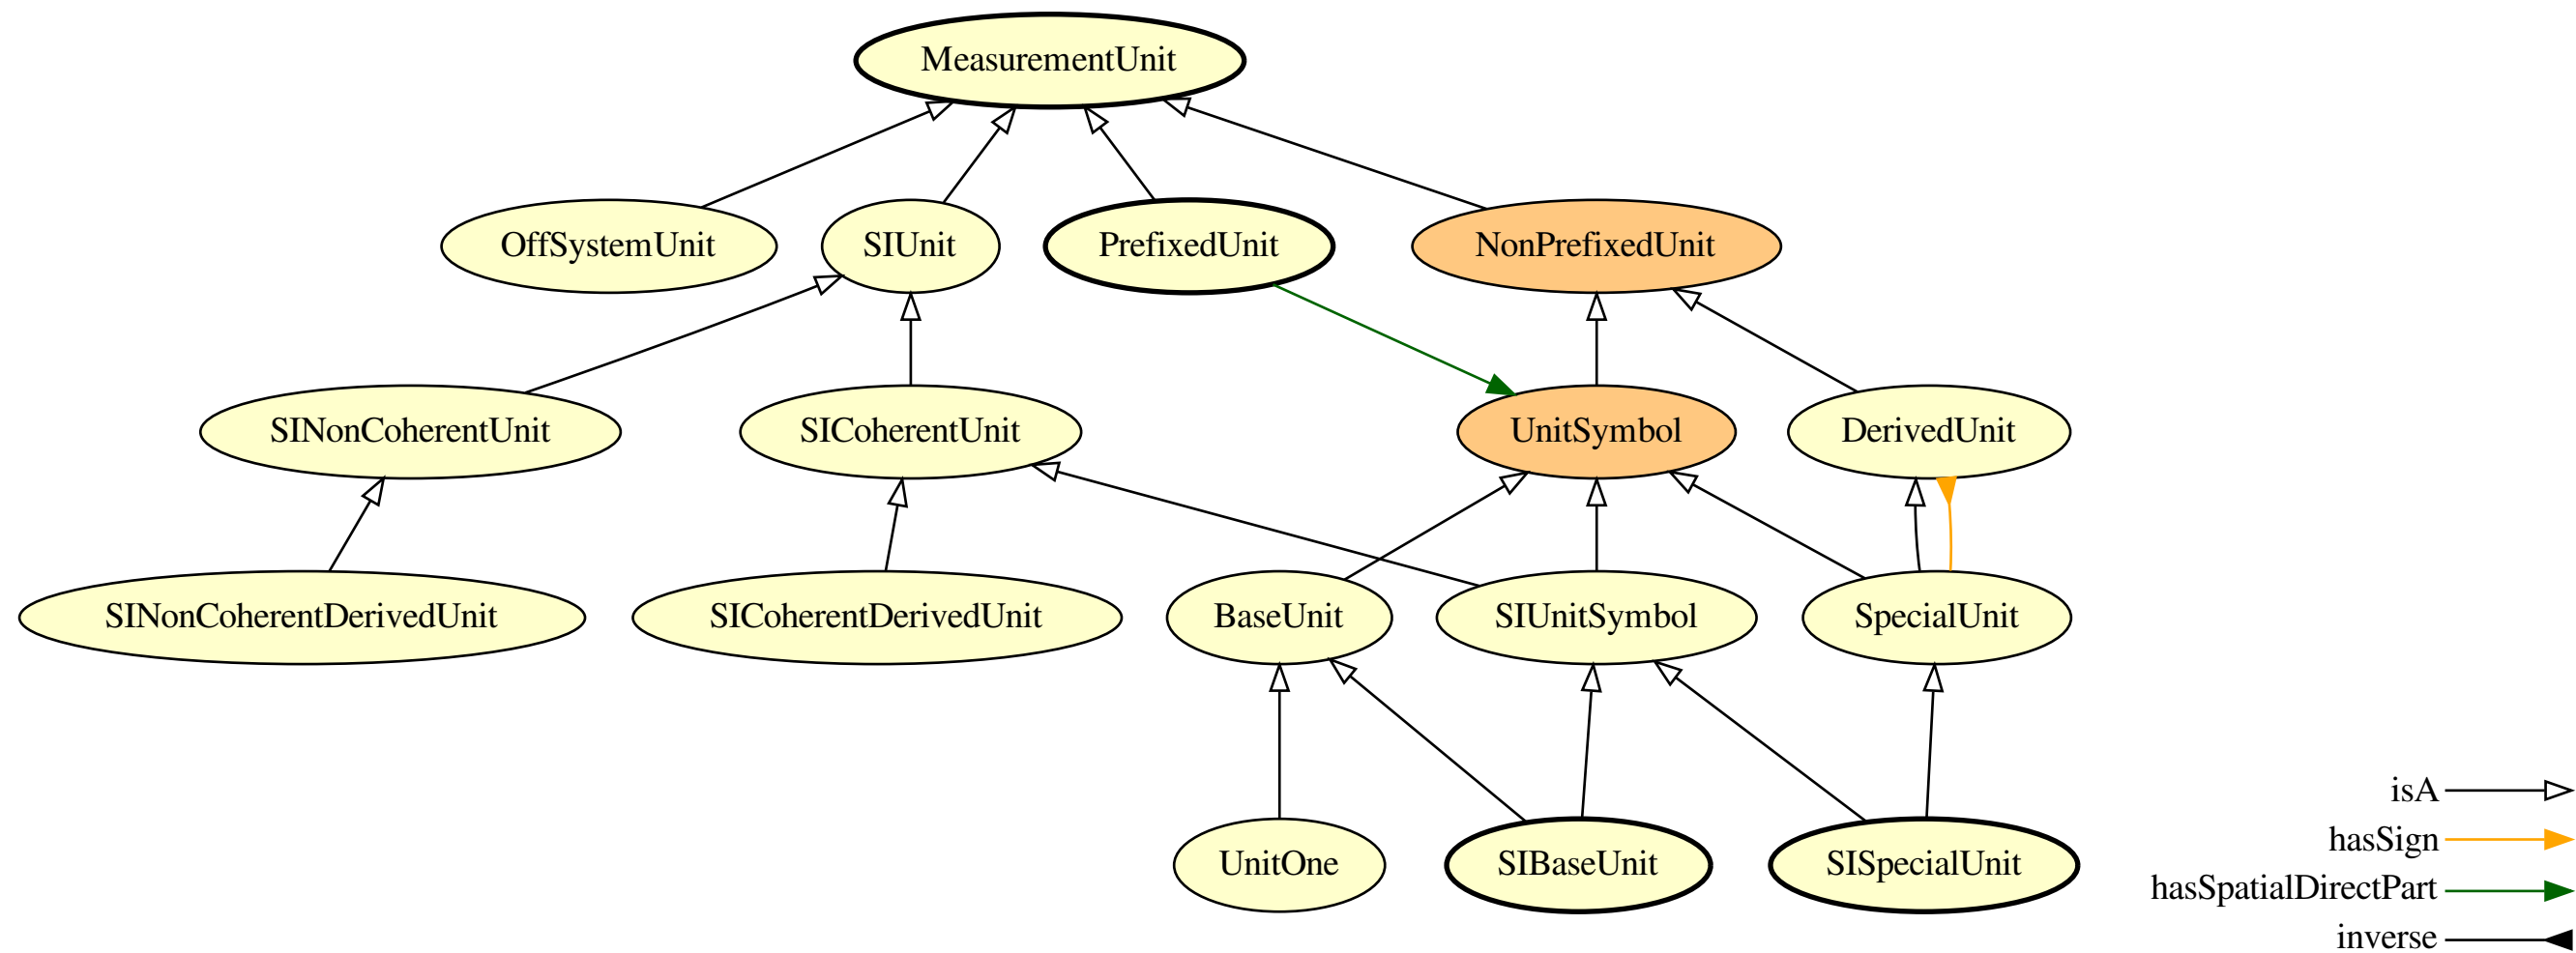 MeasurementUnit
OffSystemUnit
SIUnit
PrefixedUnit
NonPrefixedUnit
SINonCoherentUnit
SICoherentUnit
UnitSymbol
DerivedUnit
SINonCoherentDerivedUnit
SICoherentDerivedUnit
BaseUnit
SIUnitSymbol
SpecialUnit
UnitOne
SIBaseUnit
SISpecialUnit
isA
hasSign
hasSpatialDirectPart
inverse